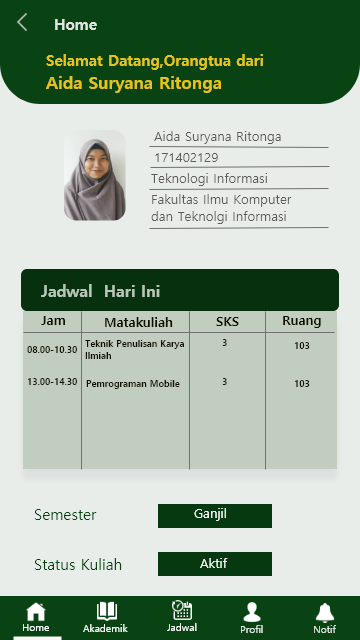 Home
Selamat Datang,Orangtua dari
Aida Suryana Ritonga
Aida Suryana Ritonga
171402129
Teknologi Informasi
Fakultas Ilmu Komputer
dan Teknolgi Informasi
Jadwal Hari Ini
Jam Matakuliah SKS Ruang
08.00-10.30 Teknik Penulisan Karya 3 103
Ilmiah
13.00-14.30 Pemrograman Mobile 3 103
Semester Ganjil
Status Kuliah Aktif
Home Akademik Jadwal Profil Notif